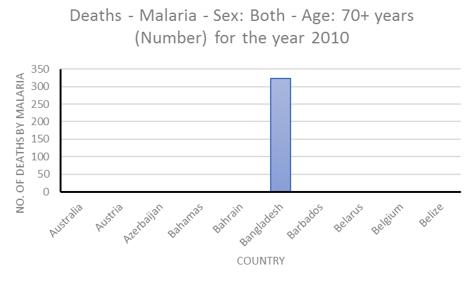 Deaths - Malaria - Sex: Both - Age: 70+ years
(Number) for the year 2010
NO. OF DEATHS BY MALARIA
350
300
250
200
150
100
50
0
Australia
Austria
Azerbaijan
Bahamas
Bahrain
Bangladesh
Barbados
Belarus
Belgium
Belize
COUNTRY